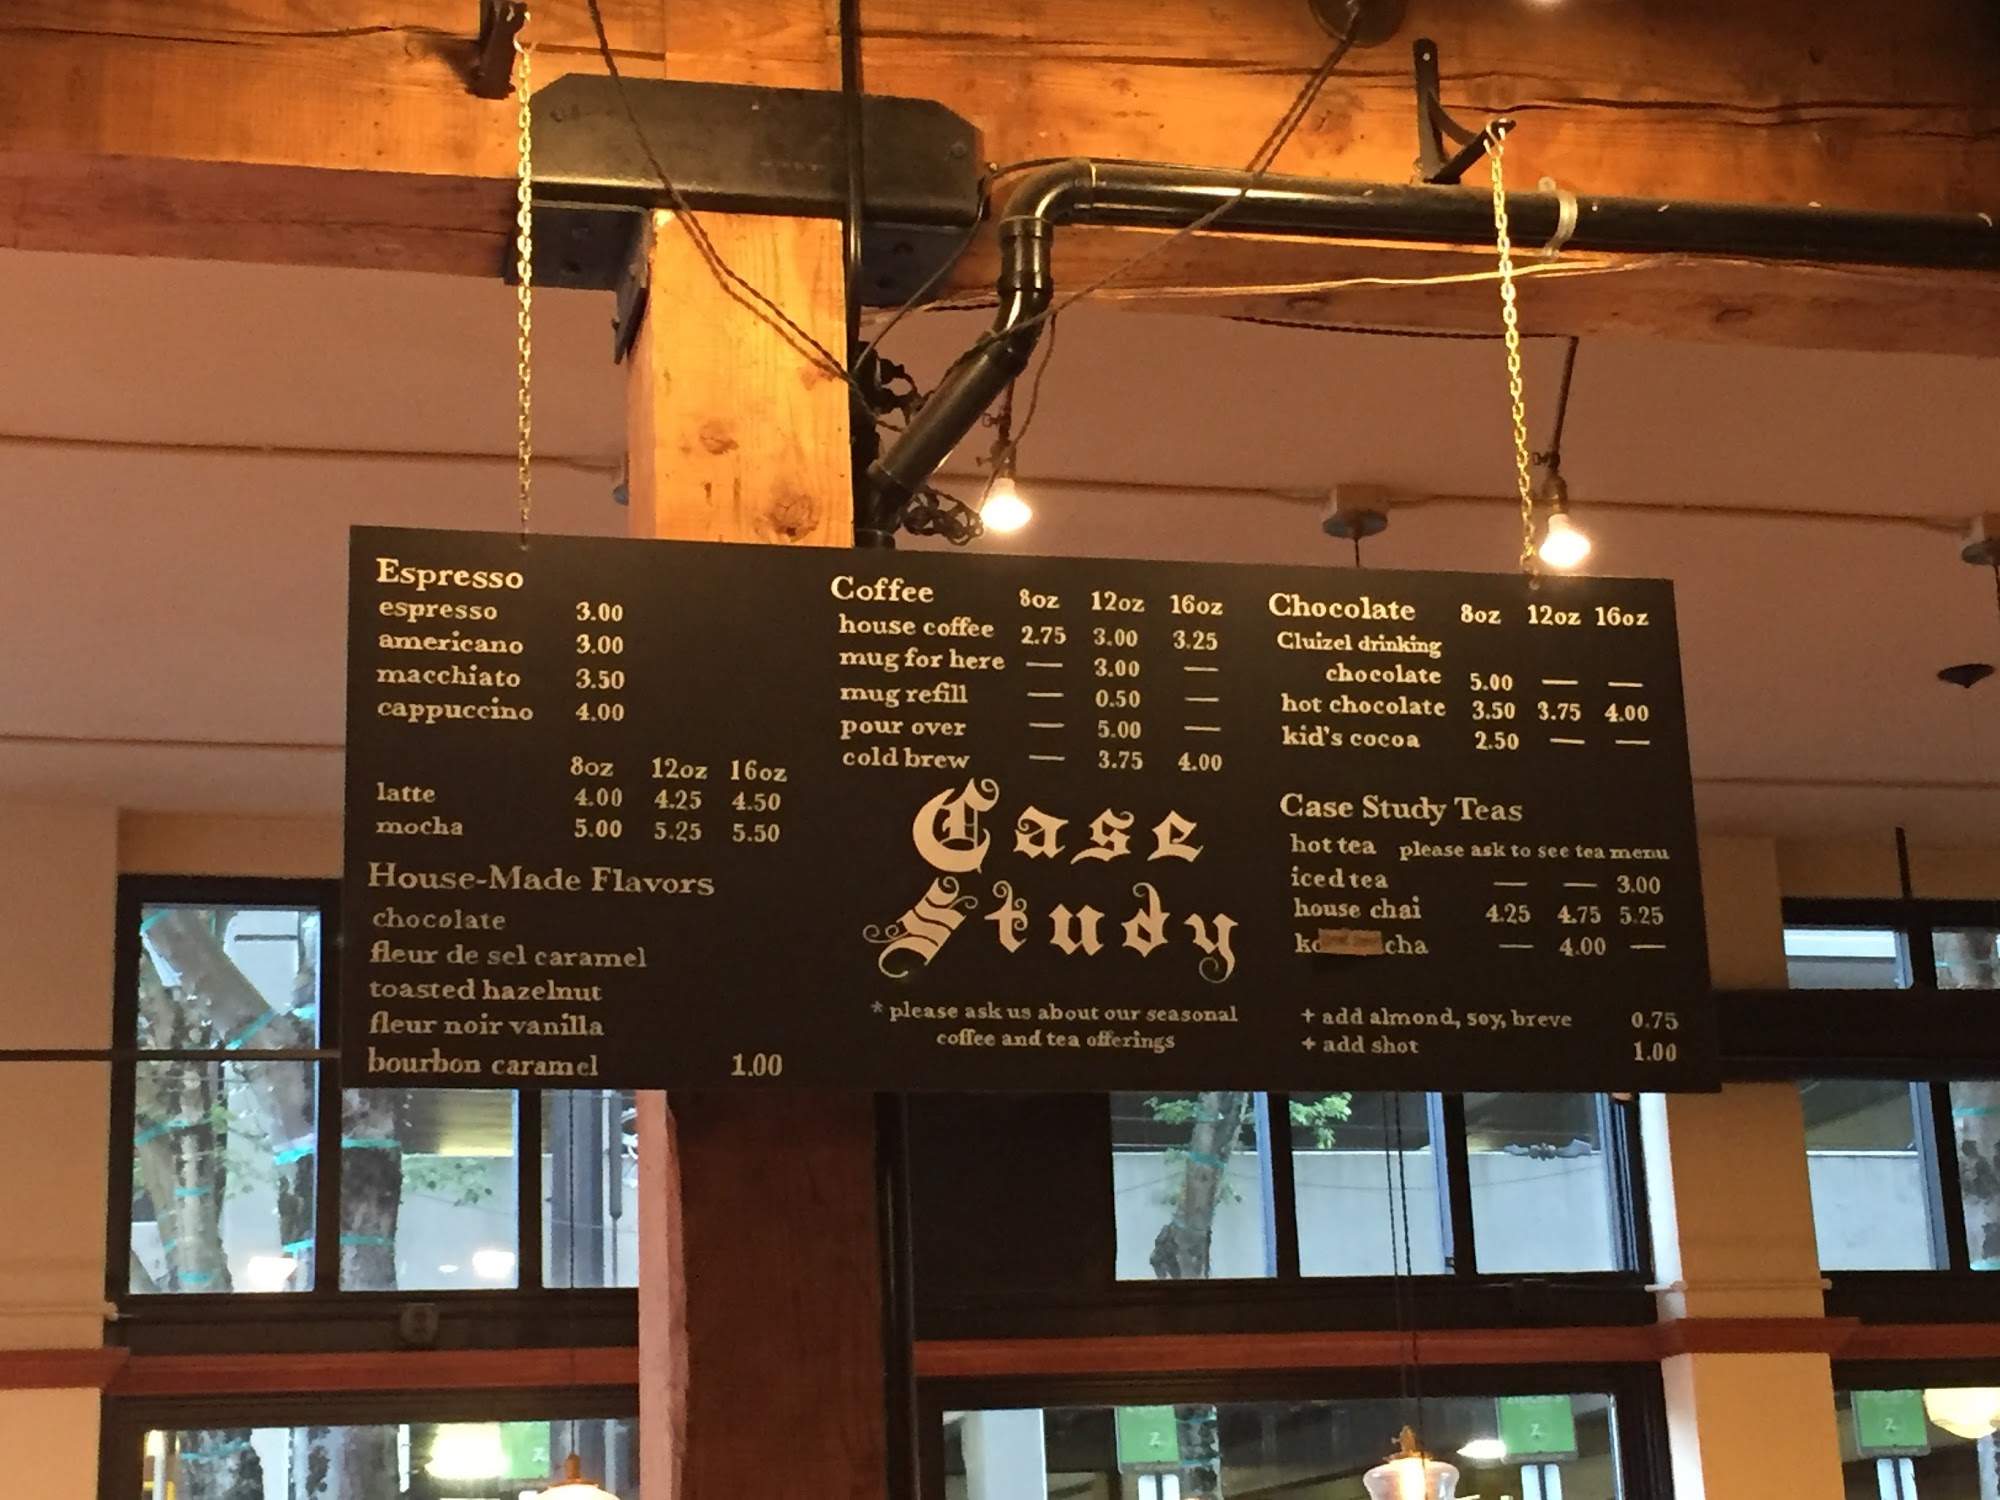 Espresso
espresso 3.00
americano 3.00
macchiato 3.50
cappuccino 4.00
8oz 12oz 16oz
latte 4.00 4.25 4.50
mocha 5.00 5.25 5.50
House-Made Flavors
chocolate
fleur de sel caramel
toasted hazelnut
fleur noir vanilla
bourbon caramel 1.00
Coffee 8oz 12oz 16oz
house coffee 2.75 3.00 3.25
mug for here — 3.00 —
mug refill — 0.50 —
pour over — 5.00 —
cold brew — 3.75 4.00
Case
Study
* please ask us about our seasonal
coffee and tea offerings
Chocolate 8oz 12oz 16oz
Cluizel drinking
chocolate 5.00 — —
hot chocolate 3.50 3.75 4.00
kid's cocoa 2.50 — —
Case Study Teas
hot tea please ask to see tea menu
iced tea — — 3.00
house chai 4.25 4.75 5.25
— 4.00 —
+ add almond, soy, breve 0.75
+ add shot 1.00